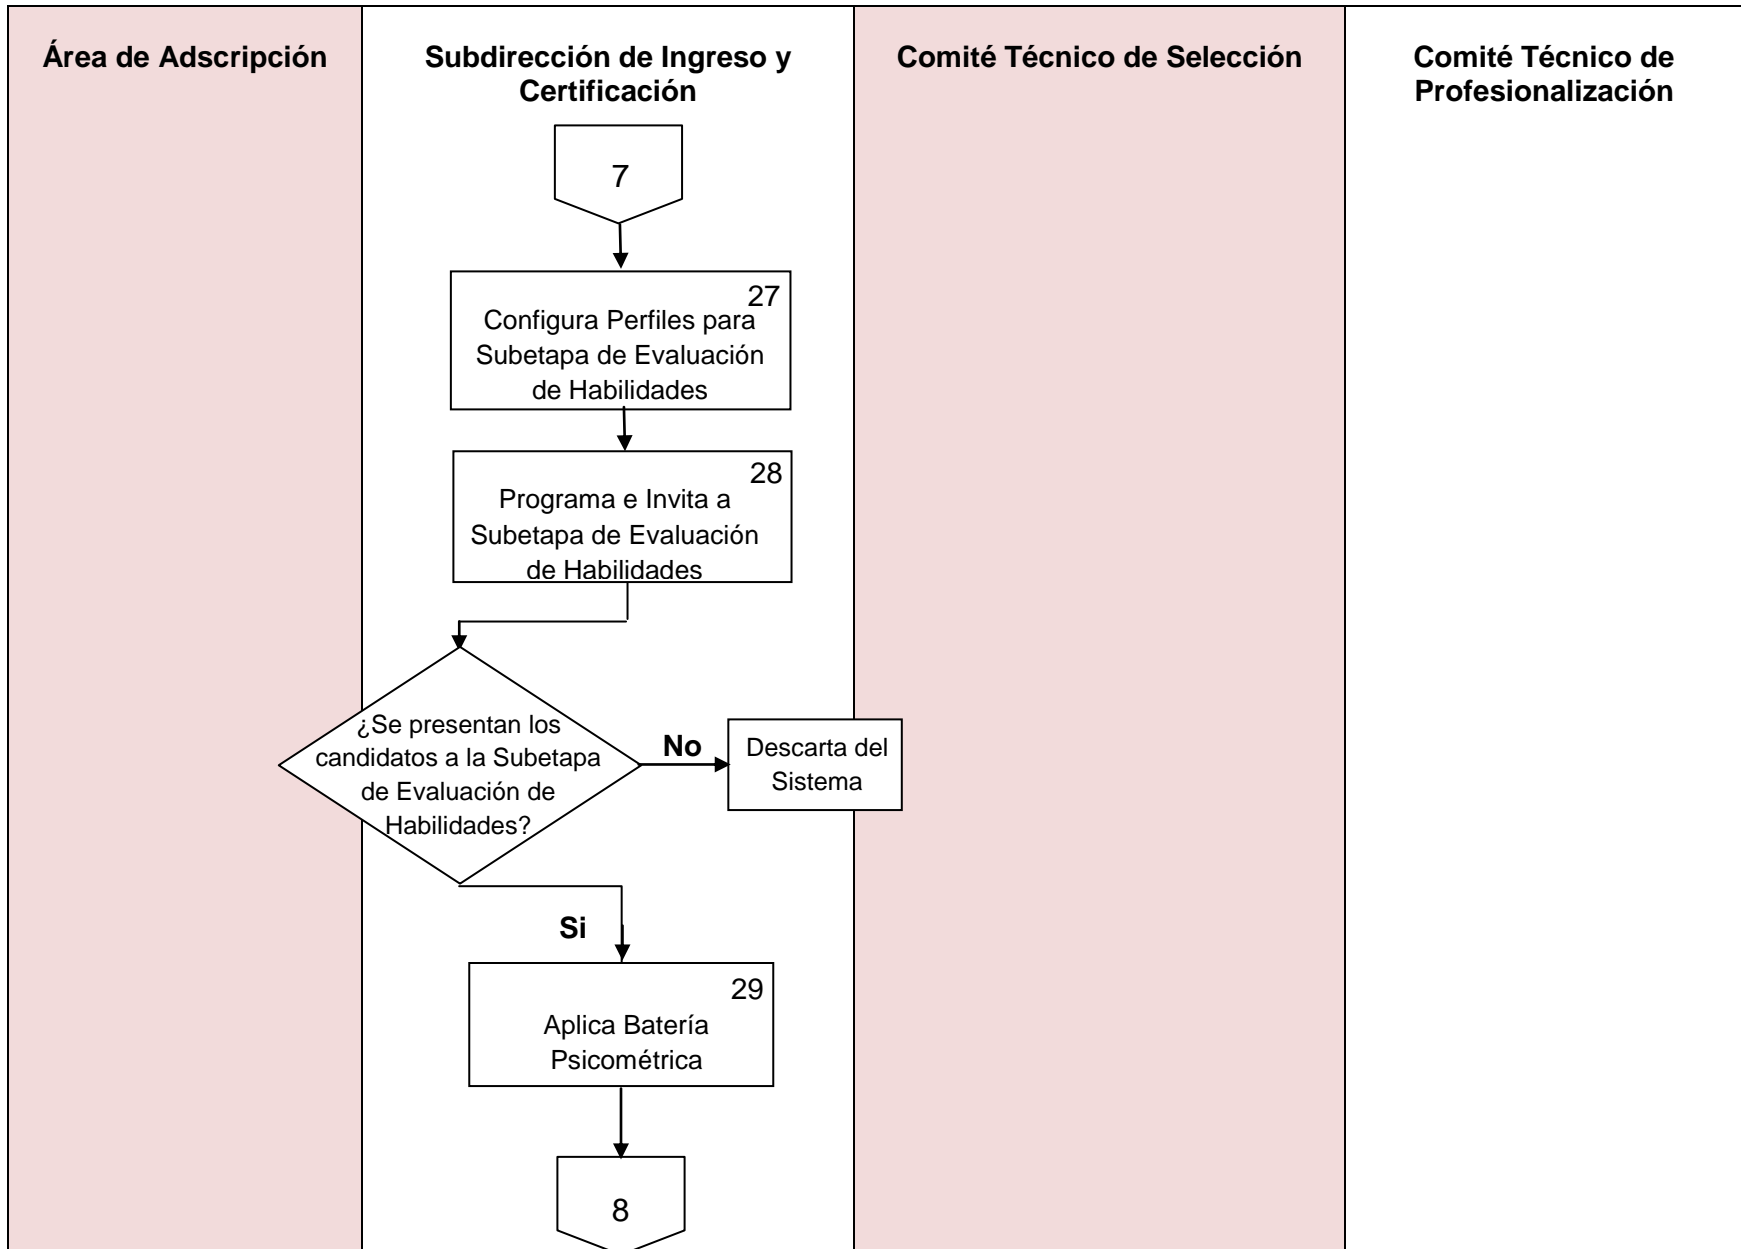 Área de Adscripción
Subdirección de Ingreso y
Certificación
Comité Técnico de Selección
Comité Técnico de
Profesionalización
7
27
Configura Perfiles para
Subetapa de Evaluación
de Habilidades
28
Programa e Invita a
Subetapa de Evaluación
de Habilidades
¿Se presentan los
candidatos a la Subetapa
de Evaluación de
Habilidades?
No
Descarta del
Sistema
Si
29
Aplica Batería
Psicométrica
8